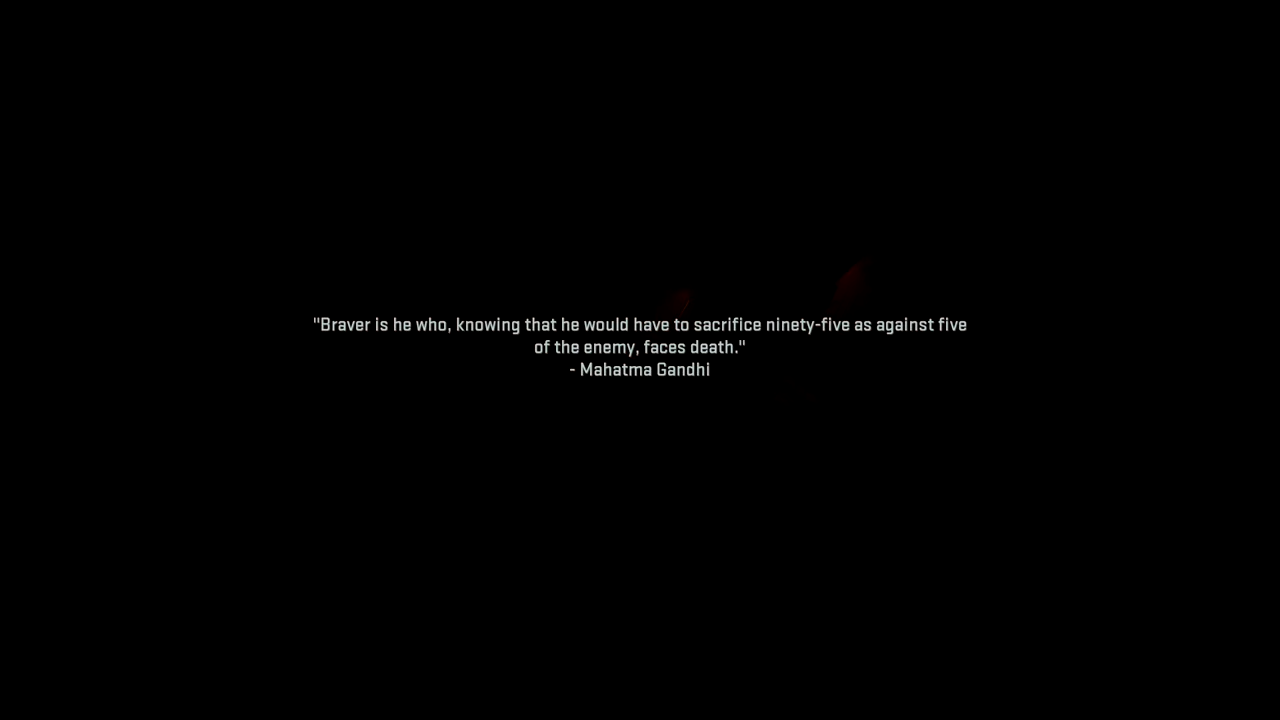 "Braver is he who, knowing that he would have to sacrifice ninety-five as against five
of the enemy, faces death."
- Mahatma Gandhi